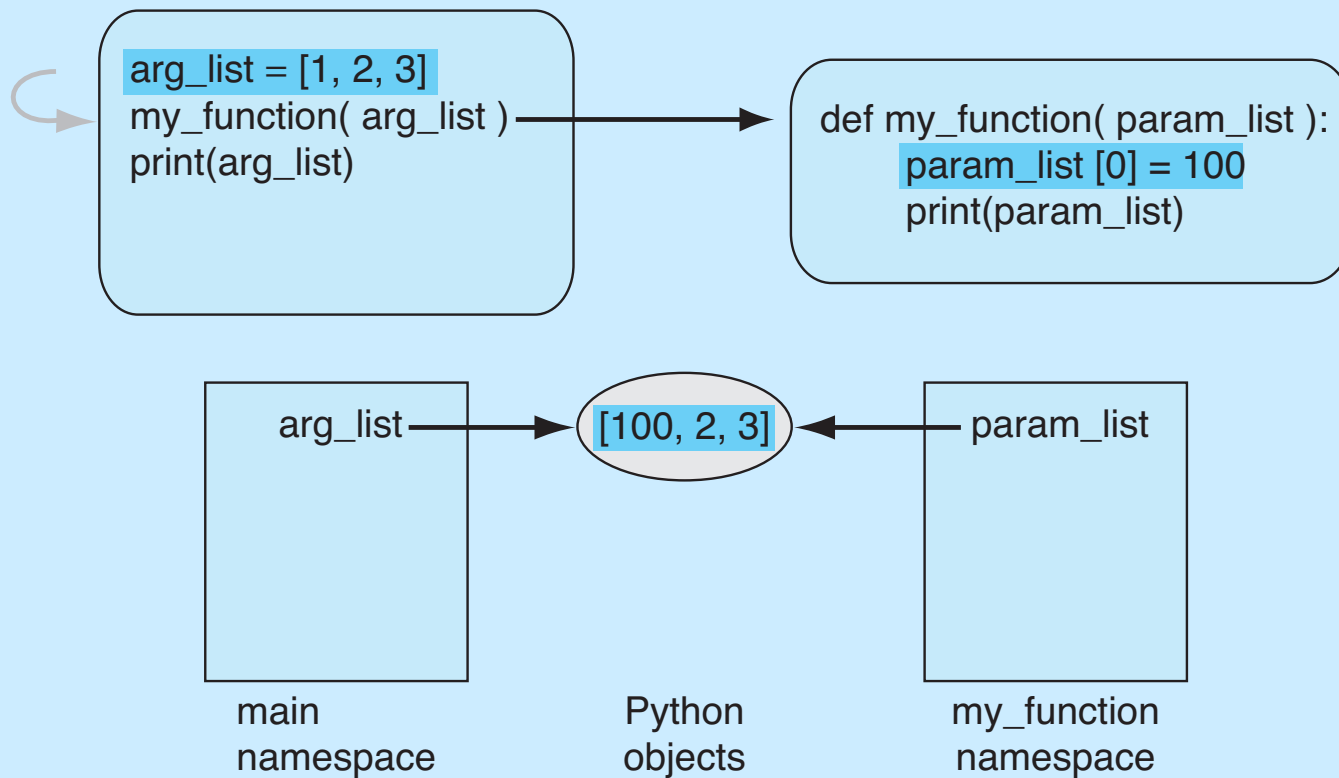 arg_list = [1, 2, 3]
my_function( arg_list )
print(arg_list)
def my_function( param_list ):
param_list [0] = 100
print(param_list)
arg_list
[100, 2, 3]
param_list
main
namespace
Python
objects
my_function
namespace